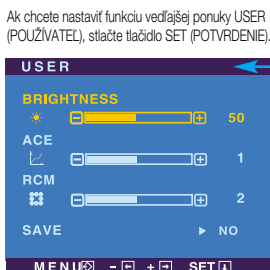 Ak chcete nastaviť funkciu vedľajšej ponuky USER
(POUŽÍVATEĽ), stlačte tlačidlo SET (POTVRDENIE).
USER
BRIGHTNESS
50
ACE
1
RCM
2
SAVE ▶ NO
MENU - + SET